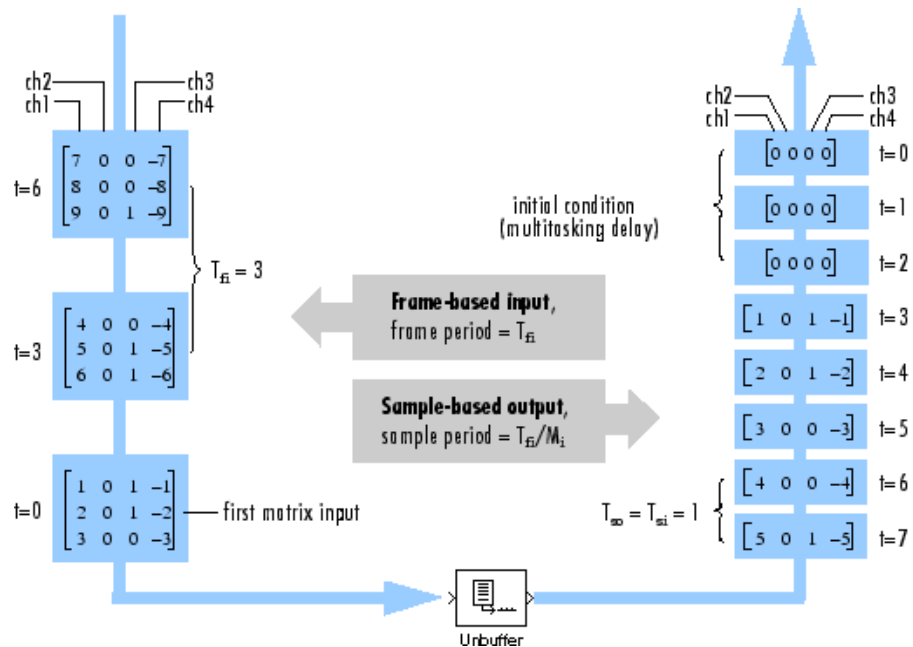 ch2 ch3
ch1 ch4
t=6
7 0 0 −7
8 0 0 −8
9 0 1 −9
T_fi = 3
t=3
4 0 0 −4
5 0 1 −5
6 0 1 −6
t=0
1 0 1 −1
2 0 1 −2
3 0 0 −3
first matrix input
Frame-based input,
frame period = T_fi
Sample-based output,
sample period = T_fi/M_i
Unbuffer
ch2 ch3
ch1 ch4
[0 0 0 0] t=0
[0 0 0 0] t=1
[0 0 0 0] t=2
initial condition
(multitasking delay)
[1 0 1 −1] t=3
[2 0 1 −2] t=4
[3 0 0 −3] t=5
[4 0 0 −4] t=6
[5 0 1 −5] t=7
T_so = T_si = 1